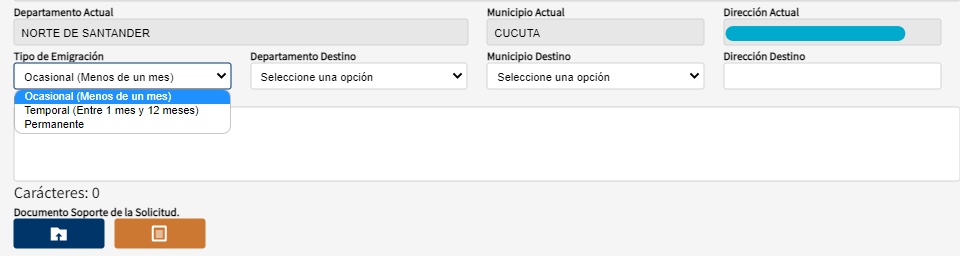 Departamento Actual
Municipio Actual
Dirección Actual
NORTE DE SANTANDER
CUCUTA
Tipo de Emigración
Departamento Destino
Municipio Destino
Dirección Destino
Ocasional (Menos de un mes)
Seleccione una opción
Seleccione una opción
Ocasional (Menos de un mes)
Temporal (Entre 1 mes y 12 meses)
Permanente
Carácteres: 0
Documento Soporte de la Solicitud.